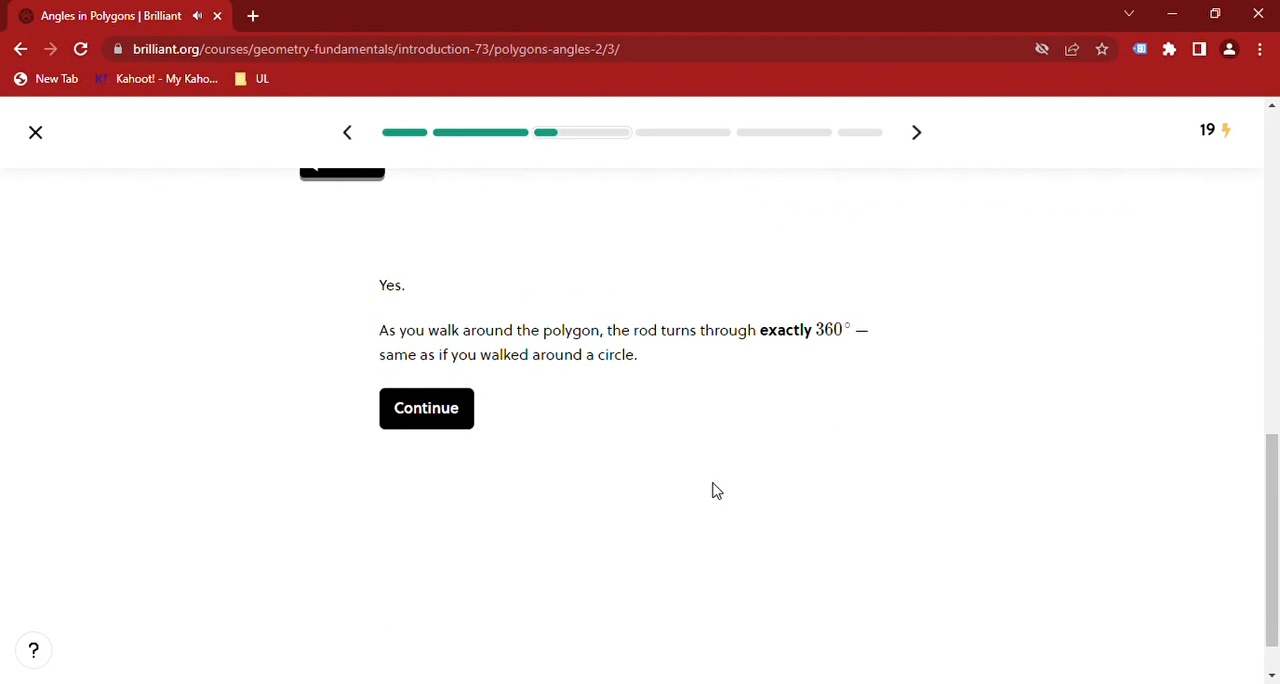 Angles in Polygons | Brilliant
brilliant.org/courses/geometry-fundamentals/introduction-73/polygons-angles-2/3/
New Tab K! Kahoot! - My Kaho... UL
19
Yes.
As you walk around the polygon, the rod turns through exactly 360° —
same as if you walked around a circle.
Continue
?